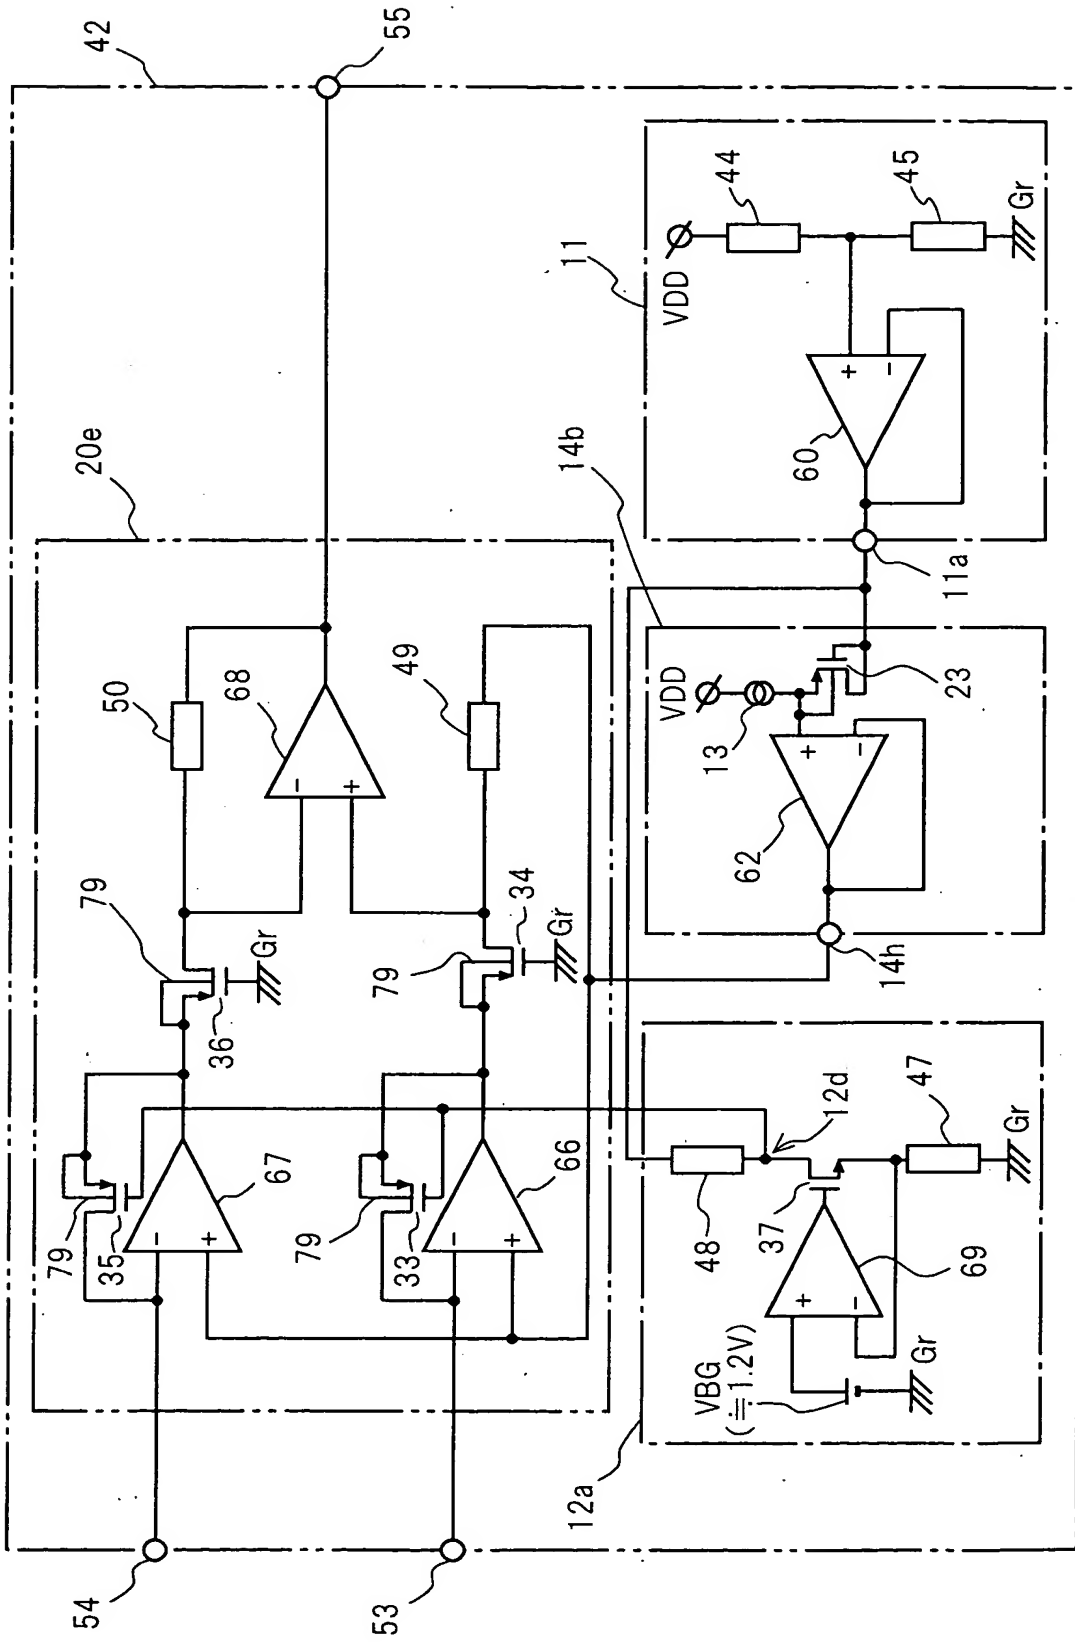 42
55
20e
50
79
68
Gr
36
79
35
67
54
49
34
79
Gr
79
33
66
53
-
+
-
+
-
+
11
44
VDD
45
Gr
+
-
60
11a
14b
VDD
13
23
+
-
62
14h
12d
48
37
47
Gr
+
-
69
VBG
(≒1.2V)
Gr
12a